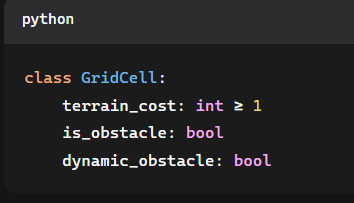 python
class GridCell:
    terrain_cost: int ≥ 1
    is_obstacle: bool
    dynamic_obstacle: bool